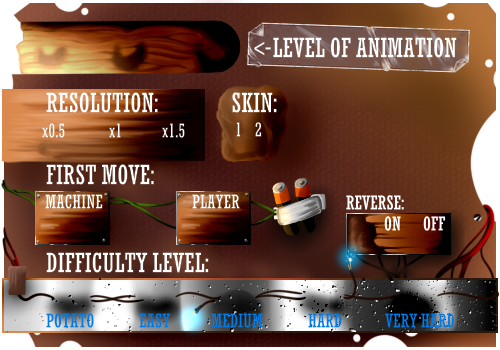 <-LEVEL OF ANIMATION
RESOLUTION:
x0.5 x1 x1.5
SKIN:
1 2
FIRST MOVE:
MACHINE PLAYER
REVERSE:
ON OFF
DIFFICULTY LEVEL:
POTATO EASY MEDIUM HARD VERY HARD